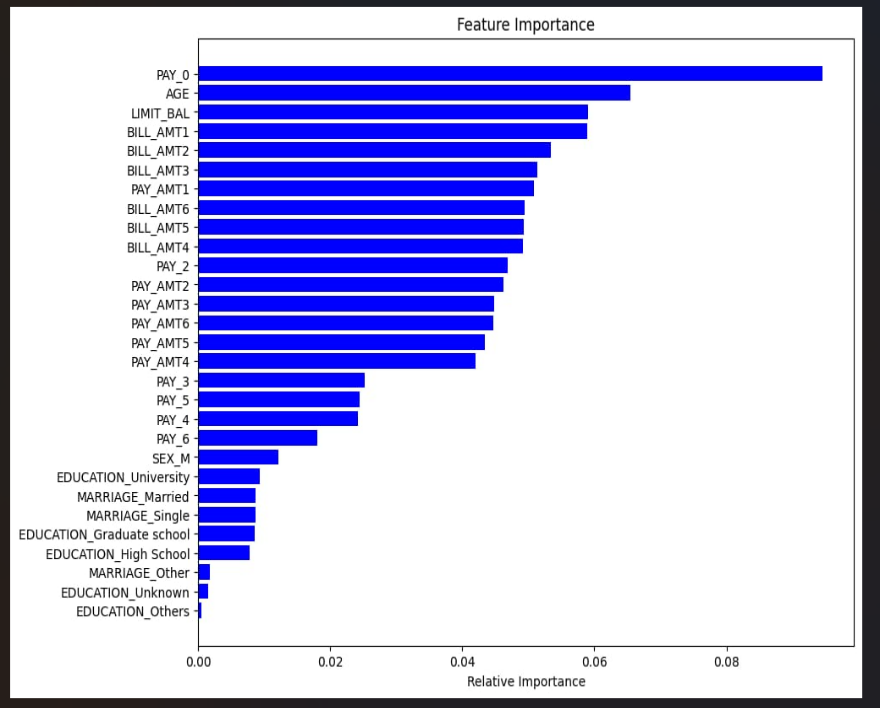 Feature Importance
PAY_0
AGE
LIMIT_BAL
BILL_AMT1
BILL_AMT2
BILL_AMT3
PAY_AMT1
BILL_AMT6
BILL_AMT5
BILL_AMT4
PAY_2
PAY_AMT2
PAY_AMT3
PAY_AMT6
PAY_AMT5
PAY_AMT4
PAY_3
PAY_5
PAY_4
PAY_6
SEX_M
EDUCATION_University
MARRIAGE_Married
MARRIAGE_Single
EDUCATION_Graduate school
EDUCATION_High School
MARRIAGE_Other
EDUCATION_Unknown
EDUCATION_Others
0.00 0.02 0.04 0.06 0.08
Relative Importance